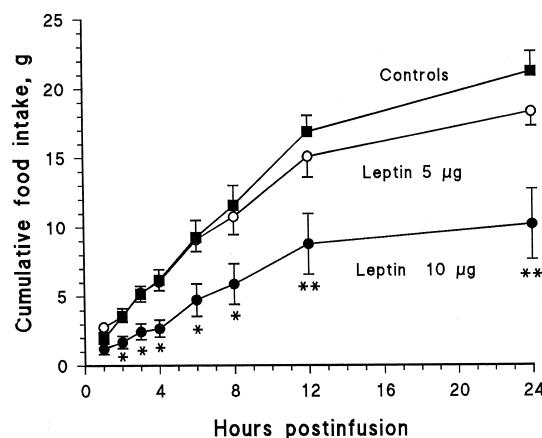 Cumulative food intake, g
25
20
15
10
5
0
Controls
Leptin 5 µg
Leptin 10 µg
* * * * * ** **
0 4 8 12 16 20 24
Hours postinfusion